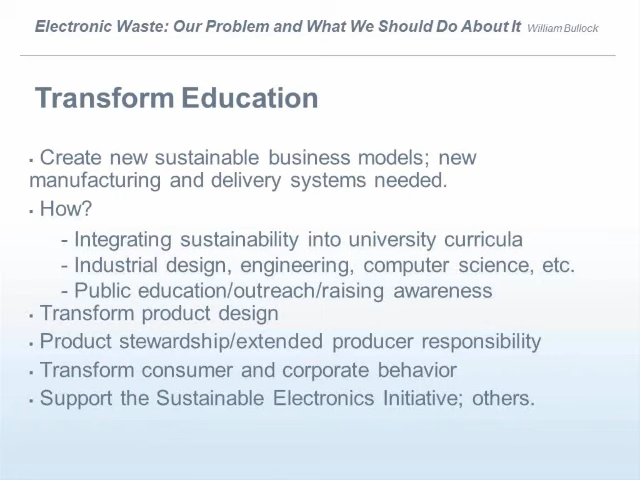 Electronic Waste: Our Problem and What We Should Do About It William Bullock
Transform Education
▪ Create new sustainable business models; new
manufacturing and delivery systems needed.
▪ How?
- Integrating sustainability into university curricula
- Industrial design, engineering, computer science, etc.
- Public education/outreach/raising awareness
▪ Transform product design
▪ Product stewardship/extended producer responsibility
▪ Transform consumer and corporate behavior
▪ Support the Sustainable Electronics Initiative; others.